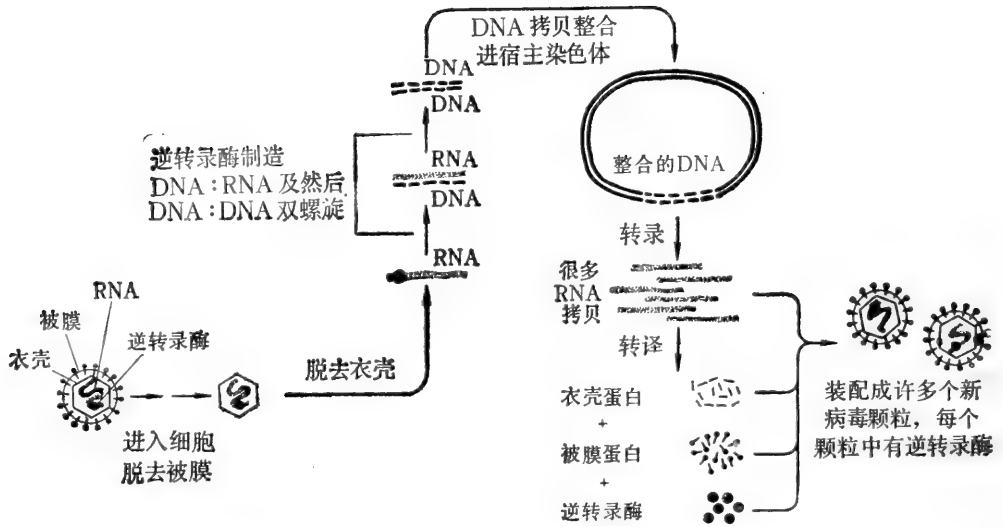 DNA 拷贝整合
进宿主染色体
DNA
DNA
逆转录酶制造
DNA:RNA 及然后
DNA:DNA 双螺旋
RNA
DNA
RNA
整合的DNA
转录
很多
RNA
拷贝
转译
RNA
被膜
衣壳
逆转录酶
进入细胞
脱去被膜
脱去衣壳
衣壳蛋白
+
被膜蛋白
+
逆转录酶
装配成许多个新
病毒颗粒，每个
颗粒中有逆转录酶